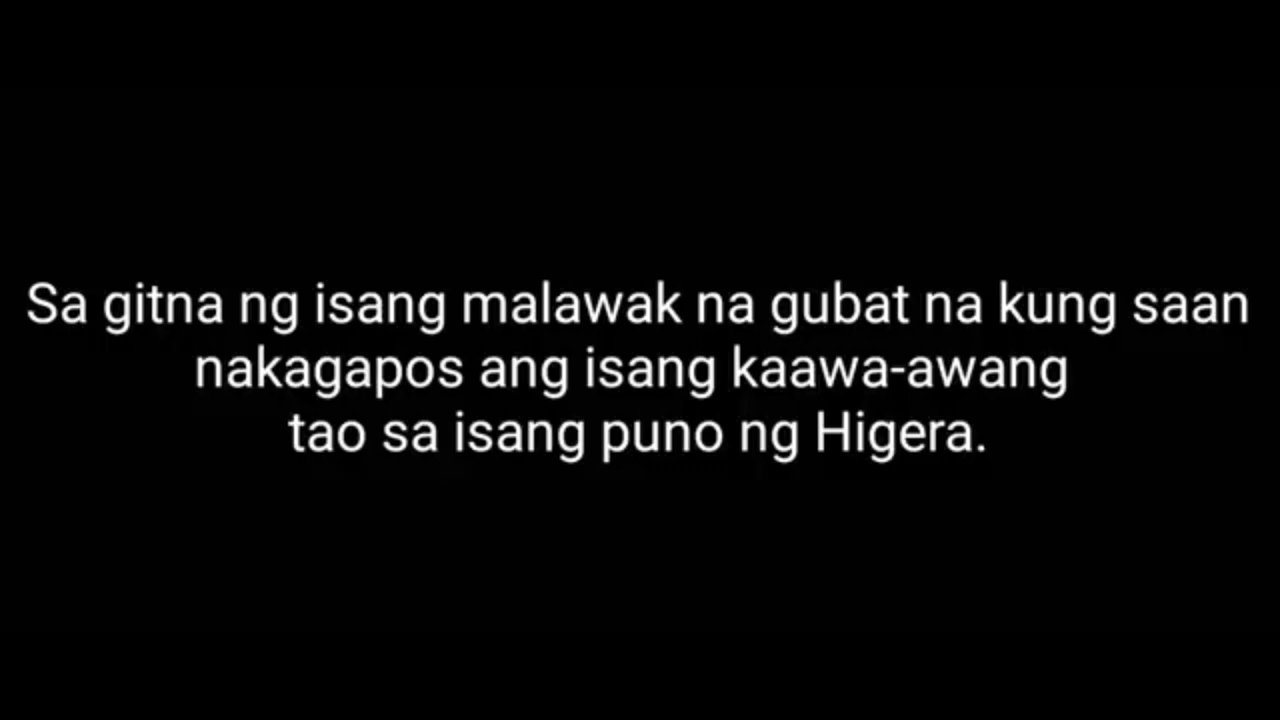 Sa gitna ng isang malawak na gubat na kung saan
nakagapos ang isang kaawa-awang
tao sa isang puno ng Higera.